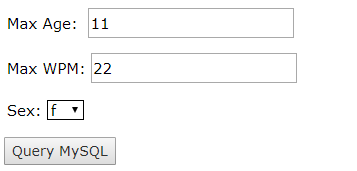 Max Age: 11
Max WPM: 22
Sex: f
Query MySQL